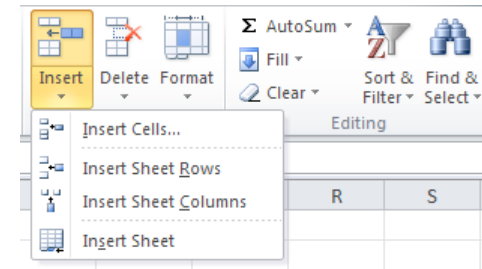 Insert Delete Format
Σ AutoSum
Fill
Clear
Sort & Filter
Find & Select
Editing
Insert Cells...
Insert Sheet Rows
Insert Sheet Columns
Insert Sheet
R S